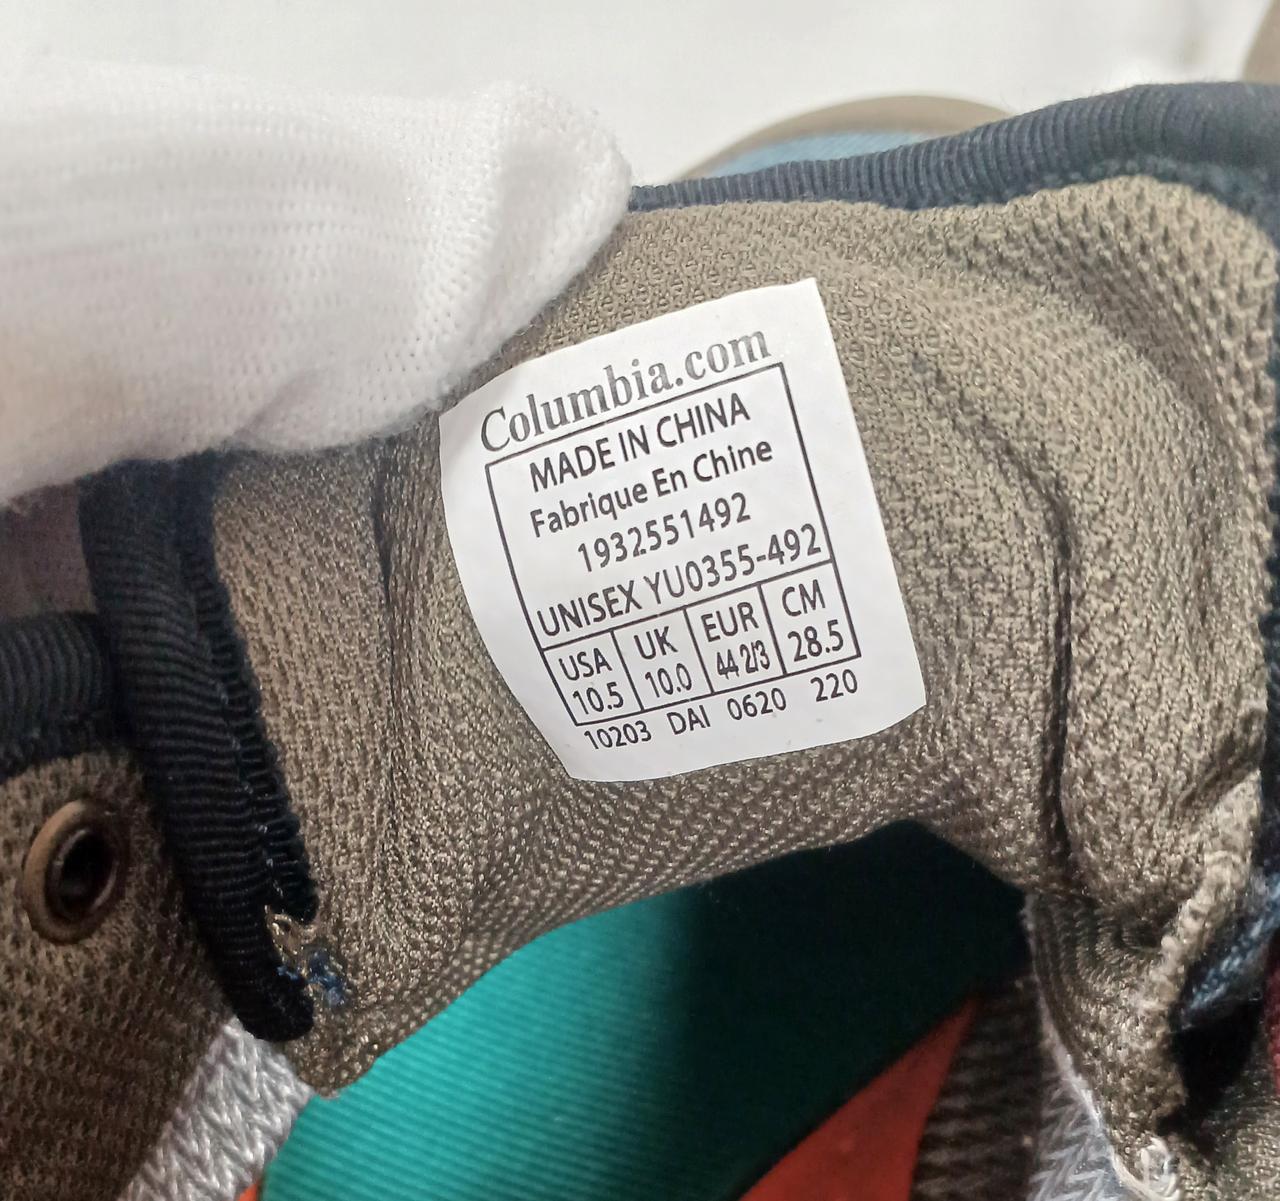 Columbia.com
MADE IN CHINA
Fabrique En Chine
1932551492
UNISEX YU0355-492
USA UK EUR CM
10.5 10.0 44 2/3 28.5
10203 DAI 0620 220